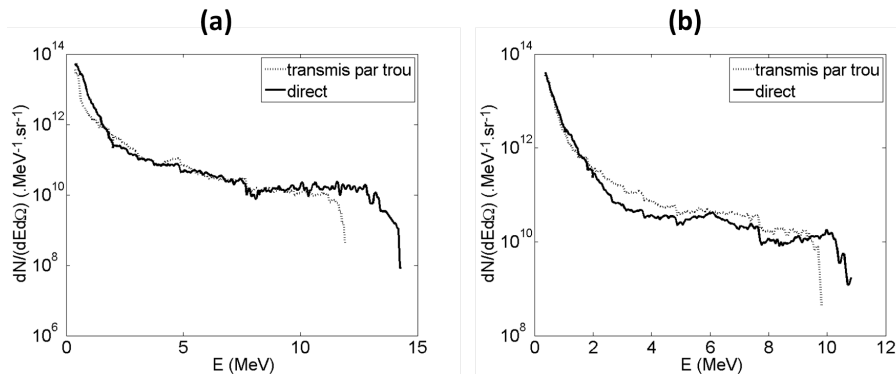 (a)
10^14
10^12
10^10
10^8
10^6
dN/(dEdΩ) (.MeV^-1.sr^-1)
transmis par trou
direct
0
5
10
15
E (MeV)
(b)
10^14
10^12
10^10
10^8
dN/(dEdΩ) (.MeV^-1.sr^-1)
transmis par trou
direct
0
2
4
6
8
10
12
E (MeV)